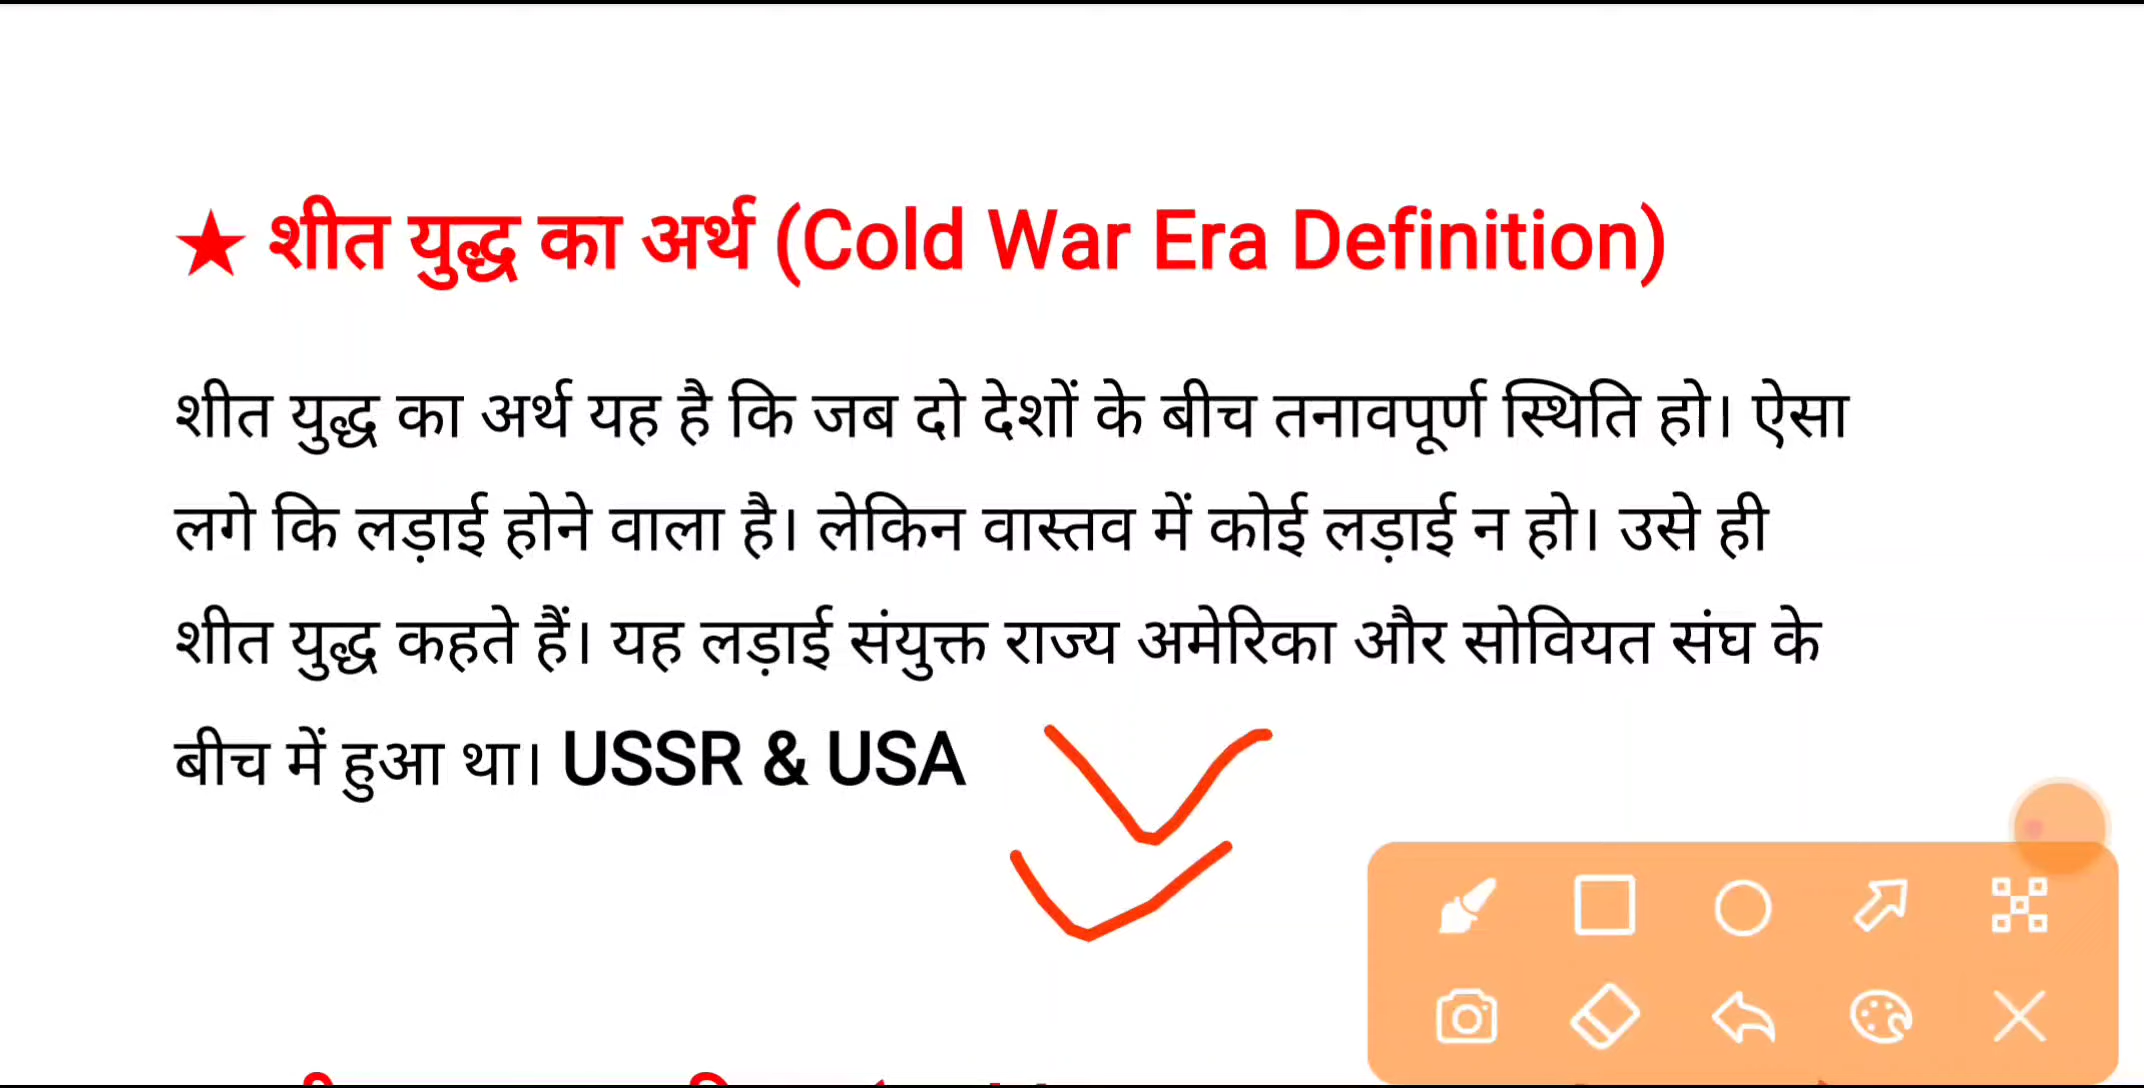 ★ शीत युद्ध का अर्थ (Cold War Era Definition)
शीत युद्ध का अर्थ यह है कि जब दो देशों के बीच तनावपूर्ण स्थिति हो। ऐसा
लगे कि लड़ाई होने वाला है। लेकिन वास्तव में कोई लड़ाई न हो। उसे ही
शीत युद्ध कहते हैं। यह लड़ाई संयुक्त राज्य अमेरिका और सोवियत संघ के
बीच में हुआ था। USSR & USA